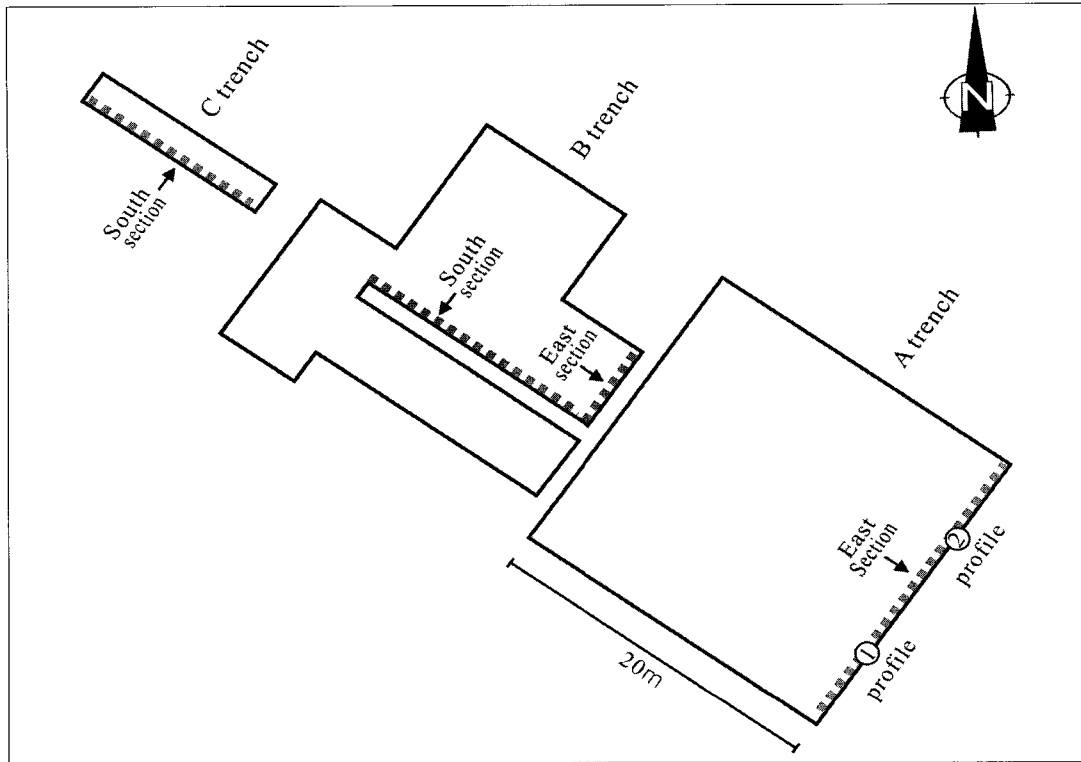 C trench
South
section
B trench
South
section
East
section
A trench
East
Section
2
profile
1
profile
20m
N